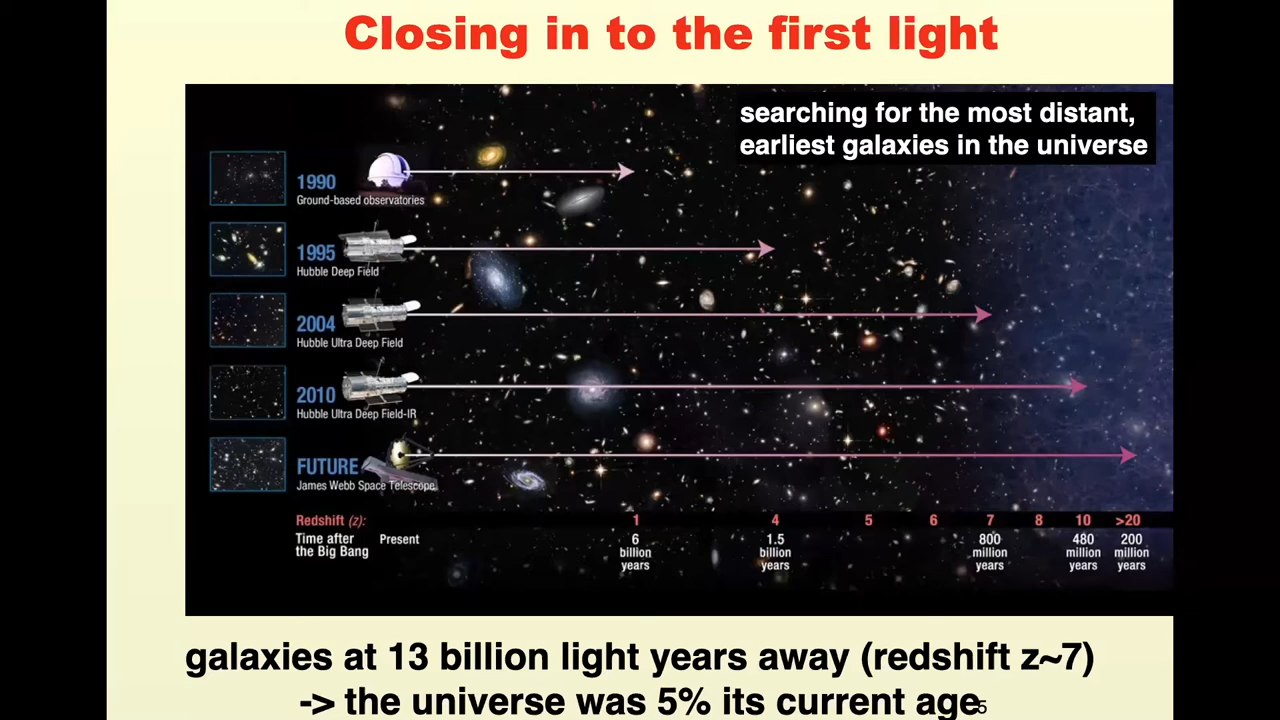 Closing in to the first light
searching for the most distant,
earliest galaxies in the universe
1990
Ground-based observatories
1995
Hubble Deep Field
2004
Hubble Ultra Deep Field
2010
Hubble Ultra Deep Field-IR
FUTURE
James Webb Space Telescope
Redshift (z): 1 4 5 6 7 8 10 >20
Time after Present 6 1.5 800 480 200
the Big Bang billion billion million million million
years years years years years
galaxies at 13 billion light years away (redshift z~7)
-> the universe was 5% its current age
5